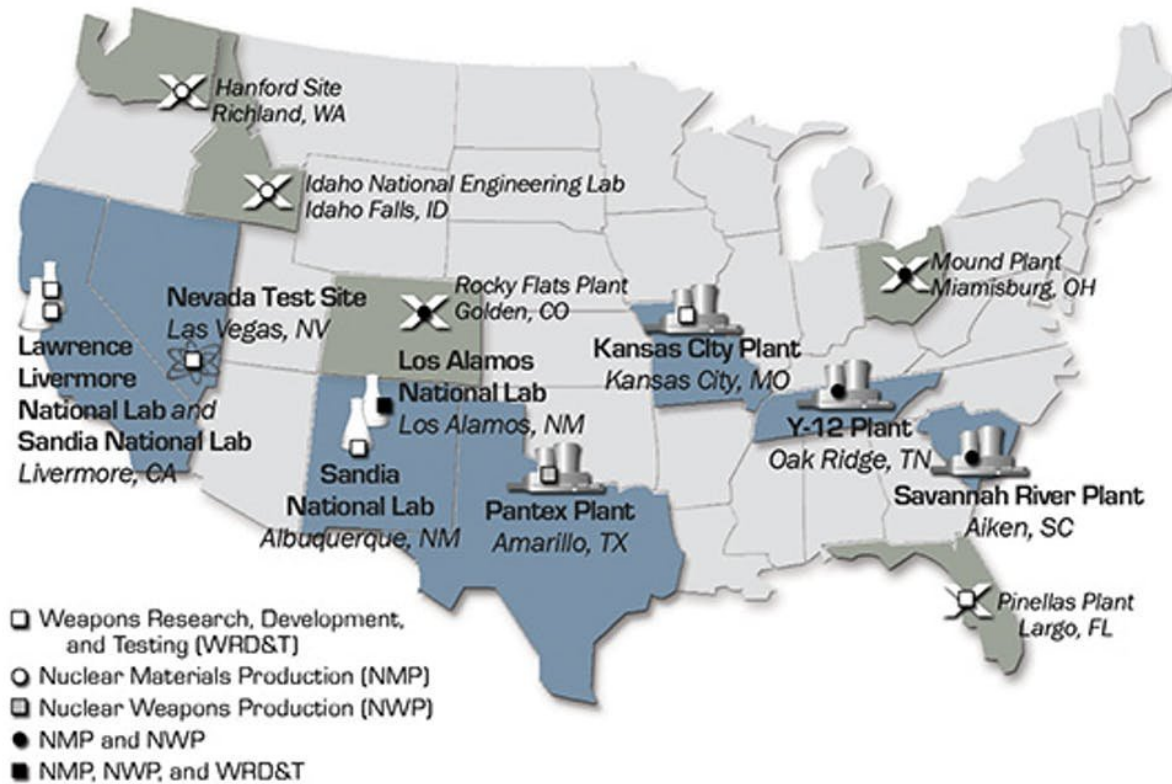 Hanford Site
Richland, WA
Idaho National Engineering Lab
Idaho Falls, ID
Rocky Flats Plant
Golden, CO
Mound Plant
Miamisburg, OH
Nevada Test Site
Las Vegas, NV
Lawrence
Livermore
National Lab and
Sandia National Lab
Livermore, CA
Los Alamos
National Lab
Los Alamos, NM
Kansas CIty Plant
Kansas City, MO
Y-12 Plant
Oak Ridge, TN
Sandia
National Lab
Albuquerque, NM
Pantex Plant
Amarillo, TX
Savannah River Plant
Aiken, SC
Pinellas Plant
Largo, FL
Weapons Research, Development,
and Testing (WRD&T)
Nuclear Materials Production (NMP)
Nuclear Weapons Production (NWP)
NMP and NWP
NMP, NWP, and WRD&T